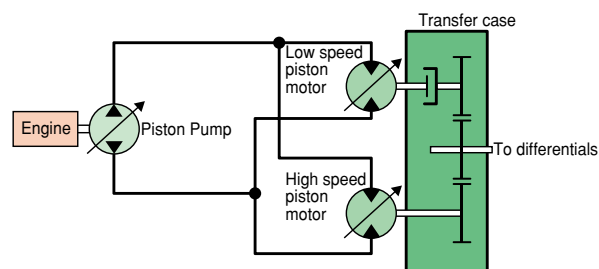 Transfer case
Low speed
piston
motor
Engine
Piston Pump
To differentials
High speed
piston
motor